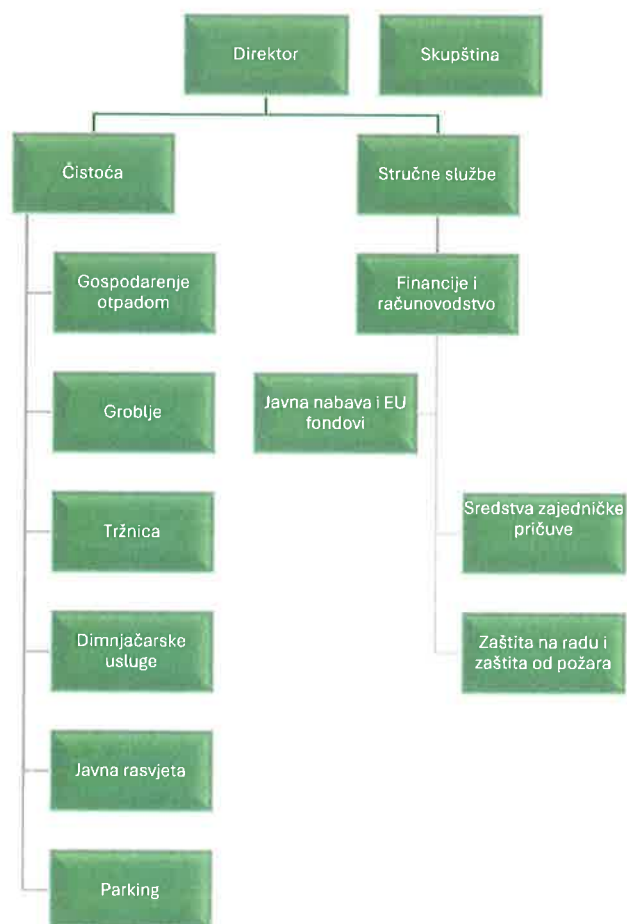 Direktor
Skupština
Čistoća
Stručne službe
Gospodarenje
otpadom
Financije i
računovodstvo
Groblje
Javna nabava i EU
fondovi
Tržnica
Sredstva zajedničke
pričuve
Dimnjačarske
usluge
Zaštita na radu i
zaštita od požara
Javna rasvjeta
Parking